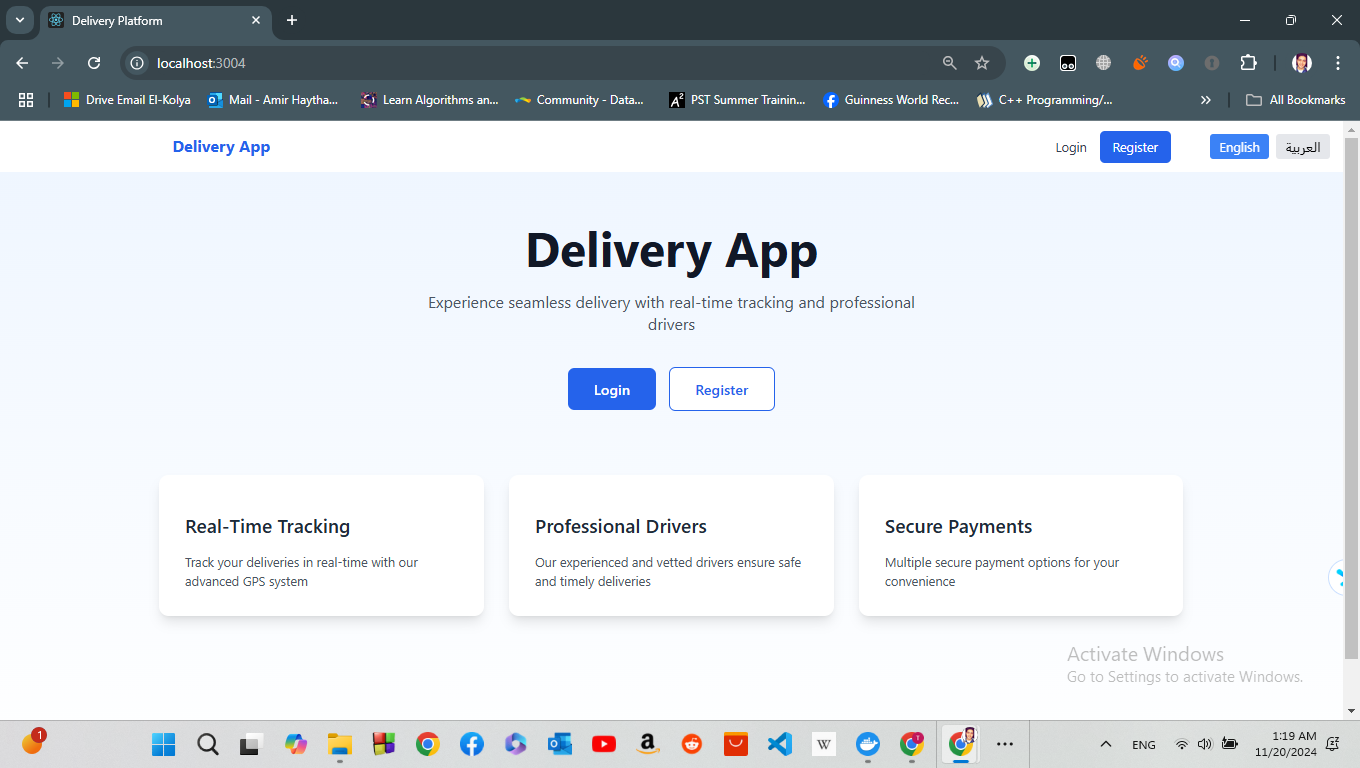 Delivery Platform
localhost:3004
Drive Email El-Kolya
Mail - Amir Haytha...
Learn Algorithms an...
Community - Data...
A²
PST Summer Trainin...
Guinness World Rec...
C++ Programming/...
All Bookmarks
Delivery App
Login
Register
English
العربية
Delivery App
Experience seamless delivery with real-time tracking and professional
drivers
Login
Register
Real-Time Tracking
Track your deliveries in real-time with our
advanced GPS system
Professional Drivers
Our experienced and vetted drivers ensure safe
and timely deliveries
Secure Payments
Multiple secure payment options for your
convenience
Activate Windows
Go to Settings to activate Windows.
1
a
W
1
ENG
1:19 AM
11/20/2024